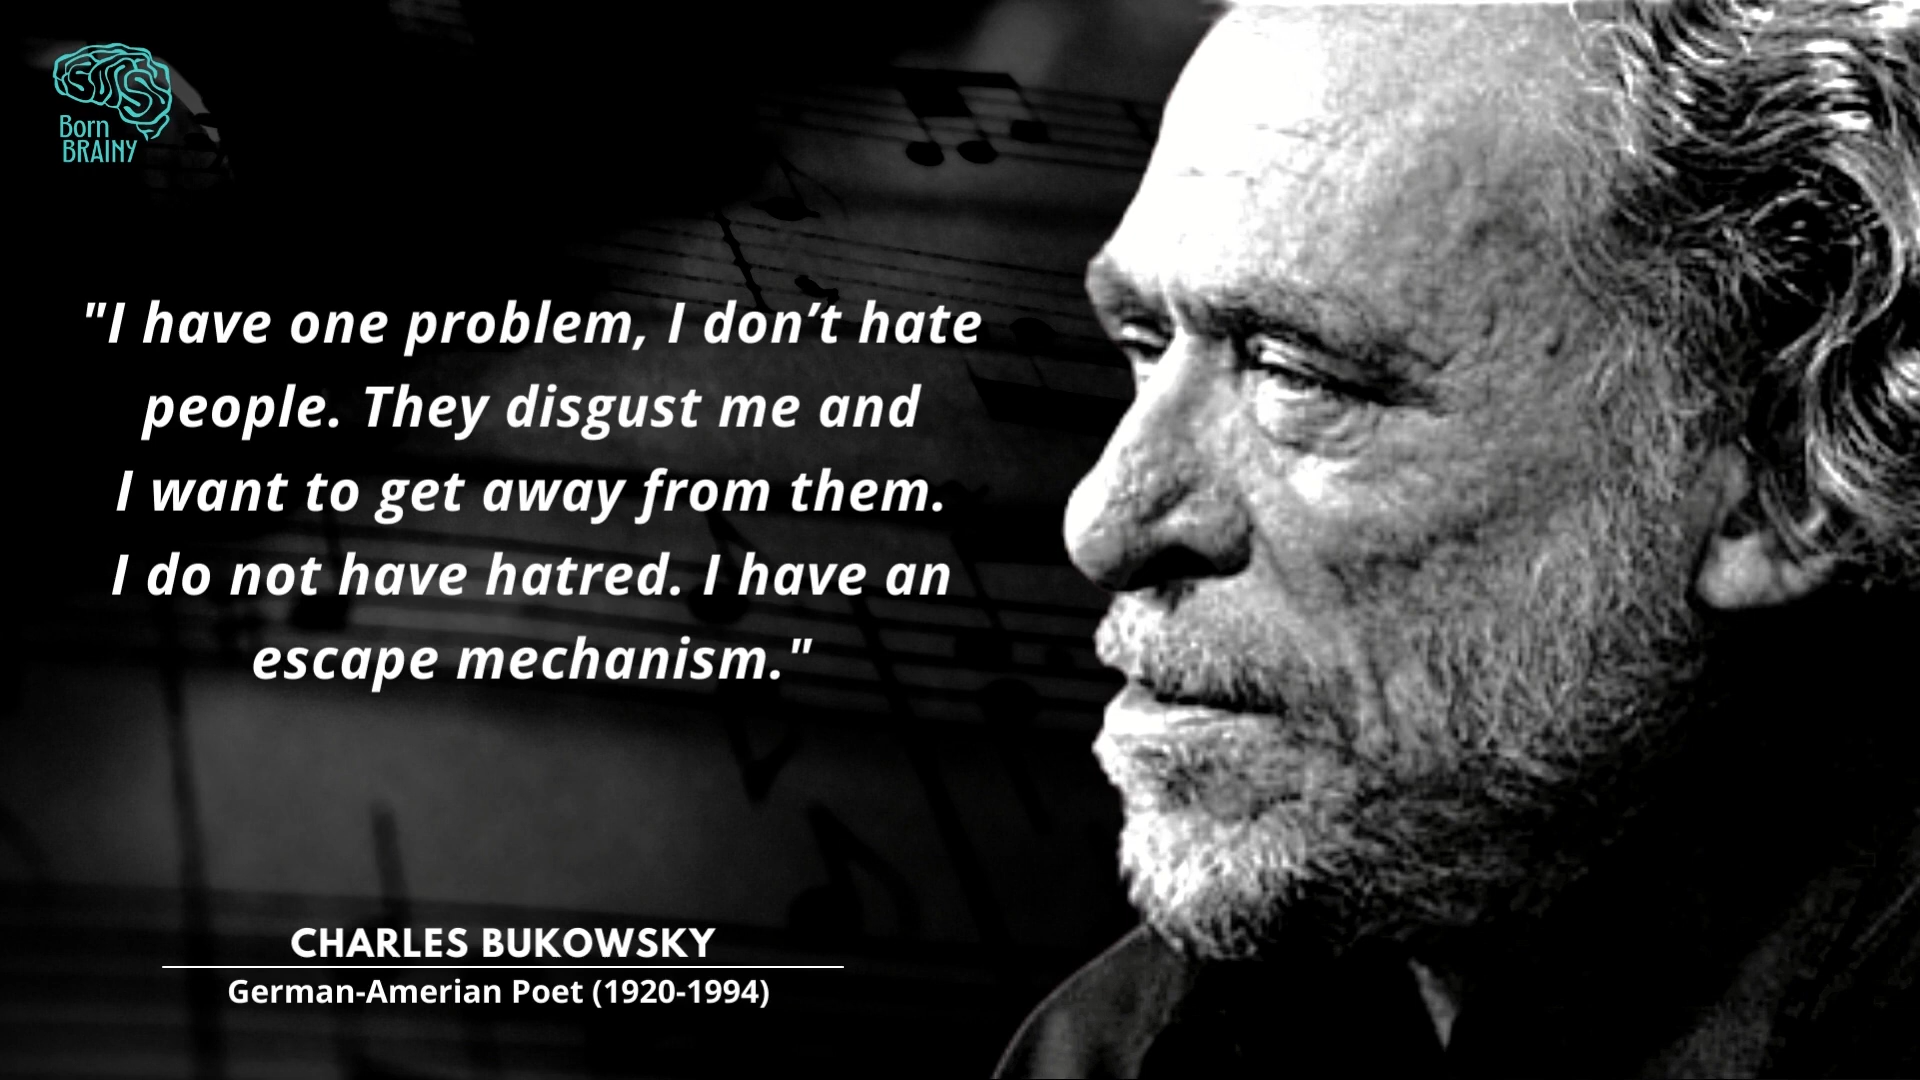 Born
BRAINY
"I have one problem, I don’t hate
people. They disgust me and
I want to get away from them.
I do not have hatred. I have an
escape mechanism."
CHARLES BUKOWSKY
German-Amerian Poet (1920-1994)